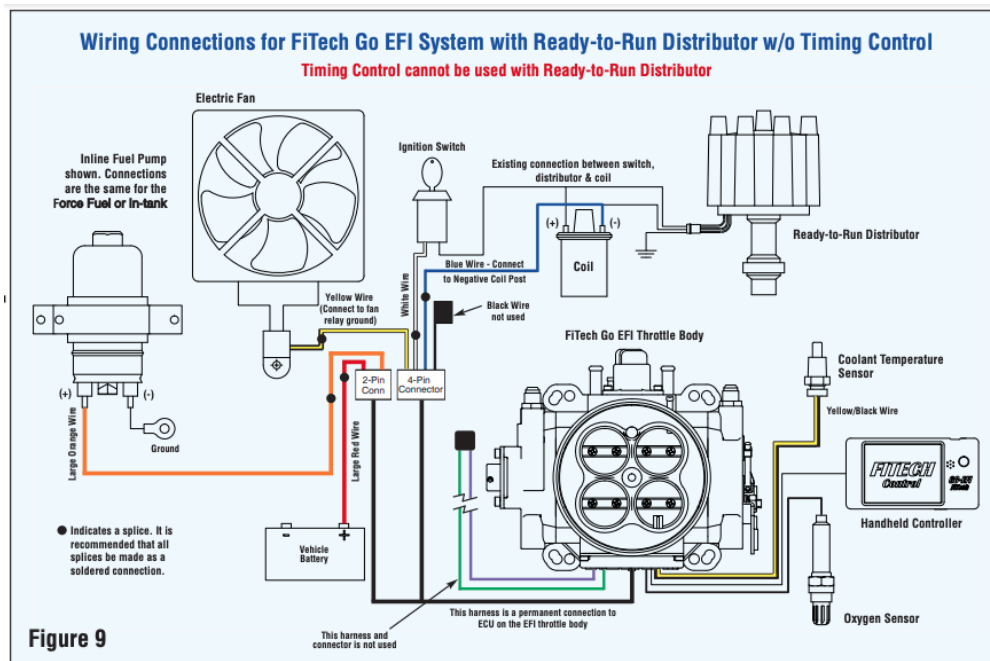 Wiring Connections for FiTech Go EFI System with Ready-to-Run Distributor w/o Timing Control
Timing Control cannot be used with Ready-to-Run Distributor
Electric Fan
Inline Fuel Pump
shown. Connections
are the same for the
Force Fuel or In-tank
Ignition Switch
Existing connection between switch,
distributor & coil
(+)
(-)
Coil
Ready-to-Run Distributor
Blue Wire - Connect
to Negative Coil Post
White Wire
Yellow Wire
(Connect to fan
relay ground)
Black Wire
not used
FiTech Go EFI Throttle Body
2-Pin
Conn
4-Pin
Connector
(+)
(-)
Ground
Large Orange Wire
Large Red Wire
Coolant Temperature
Sensor
Yellow/Black Wire
FITECH
Control
GO-EFI
Handheld Controller
Indicates a splice. It is
recommended that all
splices be made as a
soldered connection.
-
+
Vehicle
Battery
This harness is a permanent connection to
ECU on the EFI throttle body
This harness and
connector is not used
Oxygen Sensor
Figure 9